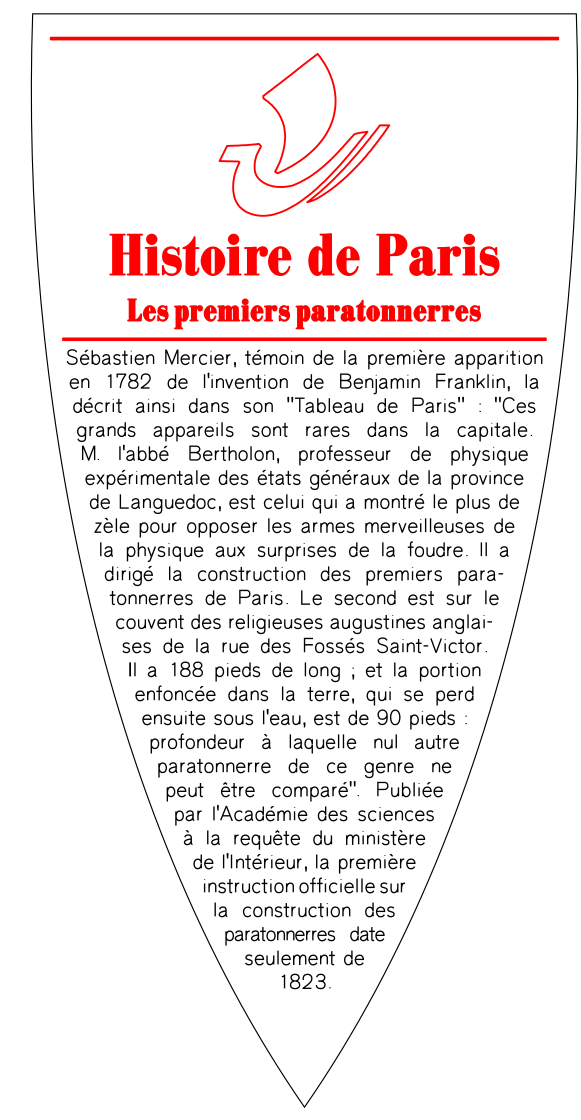 Histoire de Paris
Les premiers paratonnerres
Sébastien Mercier, témoin de la première apparition
en 1782 de l'invention de Benjamin Franklin, la
décrit ainsi dans son "Tableau de Paris" : "Ces
grands appareils sont rares dans la capitale.
M. l'abbé Bertholon, professeur de physique
expérimentale des états généraux de la province
de Languedoc, est celui qui a montré le plus de
zèle pour opposer les armes merveilleuses de
la physique aux surprises de la foudre. Il a
dirigé la construction des premiers para-
tonnerres de Paris. Le second est sur le
couvent des religieuses augustines anglai-
ses de la rue des Fossés Saint-Victor.
Il a 188 pieds de long ; et la portion
enfoncée dans la terre, qui se perd
ensuite sous l'eau, est de 90 pieds :
profondeur à laquelle nul autre
paratonnerre de ce genre ne
peut être comparé". Publiée
par l'Académie des sciences
à la requête du ministère
de l'Intérieur, la première
instruction officielle sur
la construction des
paratonnerres date
seulement de
1823.